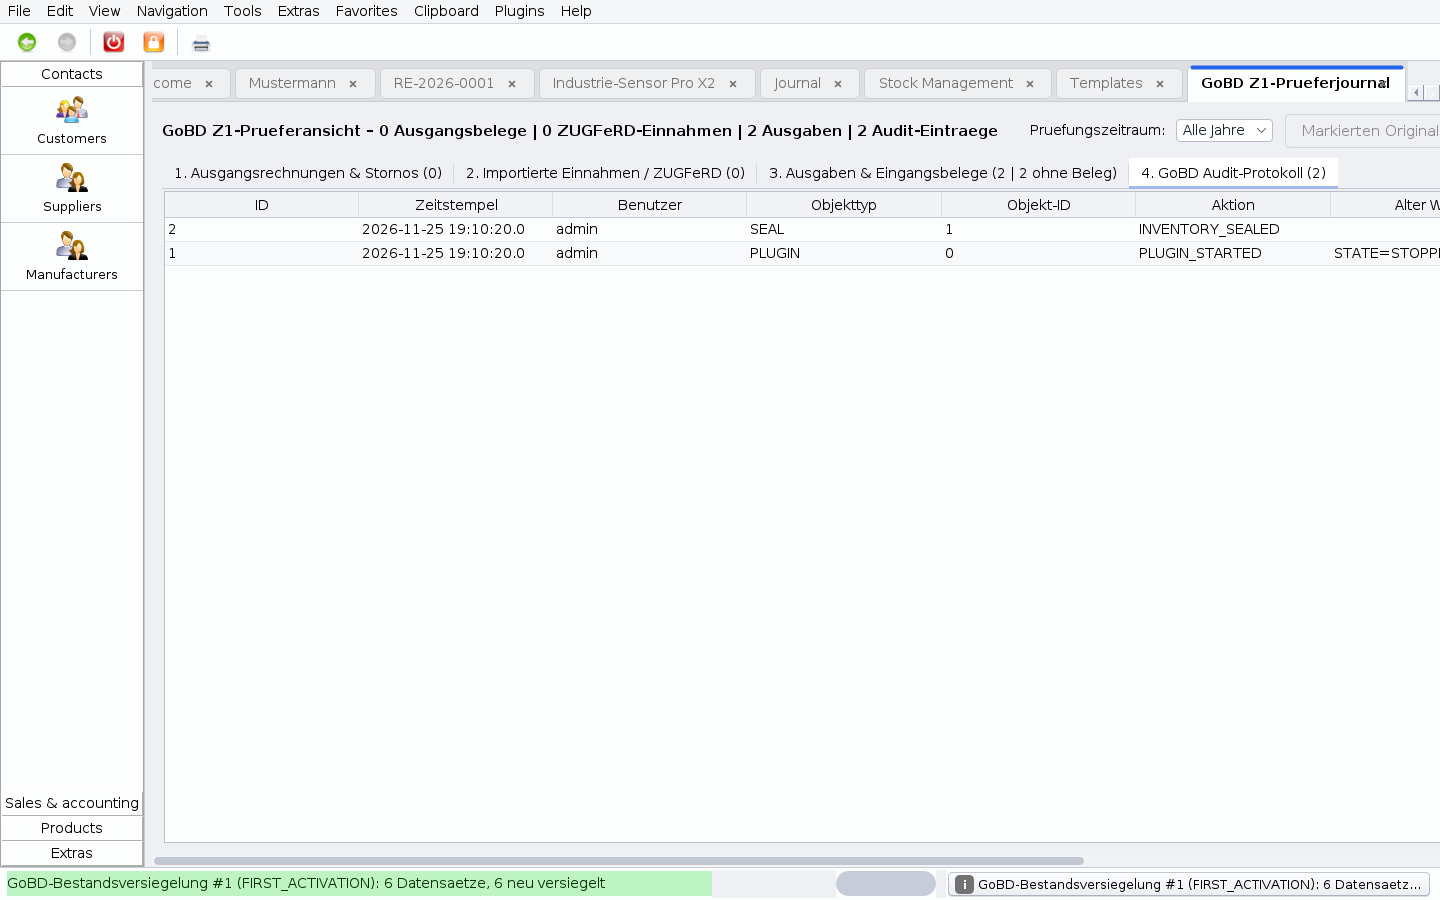 File Edit View Navigation Tools Extras Favorites Clipboard Plugins Help
Contacts
Customers
Suppliers
Manufacturers
Sales & accounting
Products
Extras
come Mustermann RE-2026-0001 Industrie-Sensor Pro X2 Journal Stock Management Templates GoBD Z1-Prueferjournal
GoBD Z1-Prueferansicht – 0 Ausgangsbelege | 0 ZUGFeRD-Einnahmen | 2 Ausgaben | 2 Audit-Eintraege Pruefungszeitraum: Alle Jahre Markierten Original
1. Ausgangsrechnungen & Stornos (0) 2. Importierte Einnahmen / ZUGFeRD (0) 3. Ausgaben & Eingangsbelege (2 | 2 ohne Beleg) 4. GoBD Audit-Protokoll (2)
ID Zeitstempel Benutzer Objekttyp Objekt-ID Aktion Alter W
2 2026-11-25 19:10:20.0 admin SEAL 1 INVENTORY_SEALED
1 2026-11-25 19:10:20.0 admin PLUGIN 0 PLUGIN_STARTED STATE=STOPP
GoBD-Bestandsversiegelung #1 (FIRST_ACTIVATION): 6 Datensaetze, 6 neu versiegelt
GoBD-Bestandsversiegelung #1 (FIRST_ACTIVATION): 6 Datensaetz...